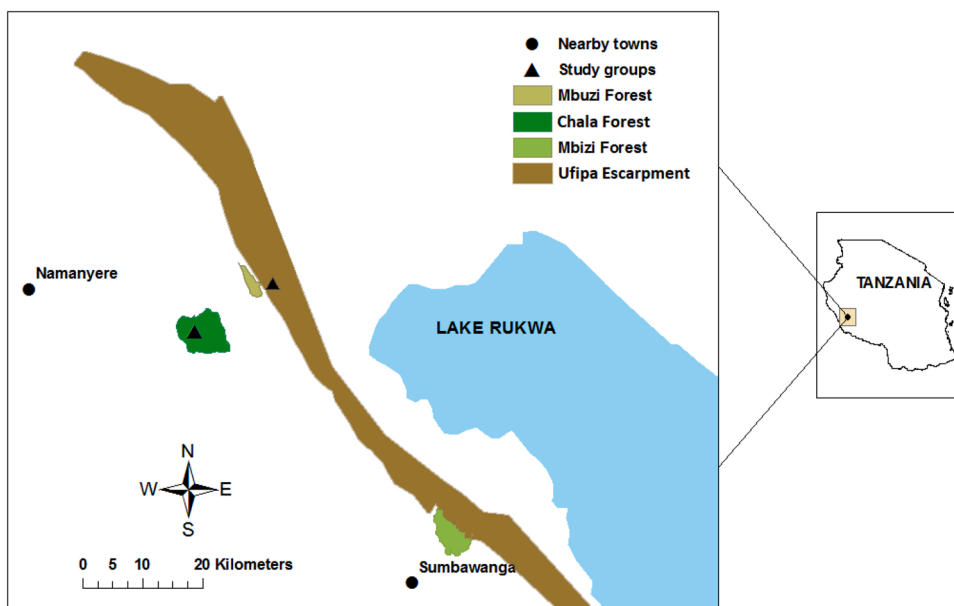 Nearby towns
Study groups
Mbuzi Forest
Chala Forest
Mbizi Forest
Ufipa Escarpment
Namanyere
TANZANIA
LAKE RUKWA
N
W E
S
0 5 10 20 Kilometers
Sumbawanga